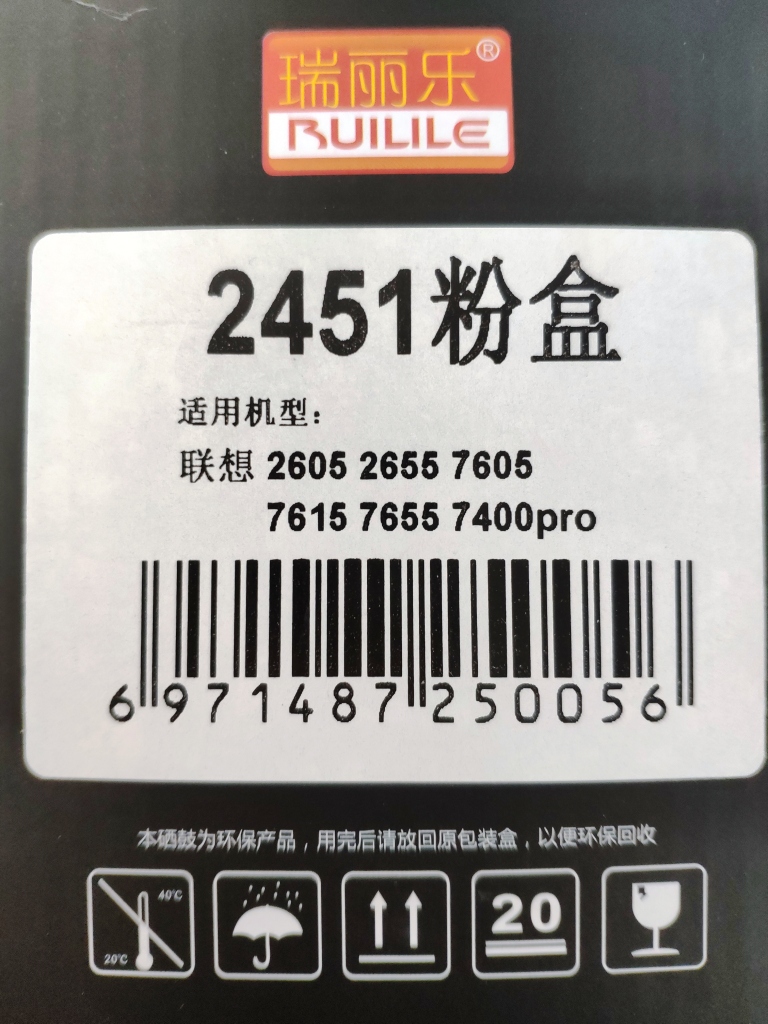 瑞丽乐®
RUILILE
2451粉盒
适用机型：
联想 2605 2655 7605
7615 7655 7400pro
6 971487 250056
本硒鼓为环保产品，用完后请放回原包装盒，以便环保回收
40℃
20℃
20